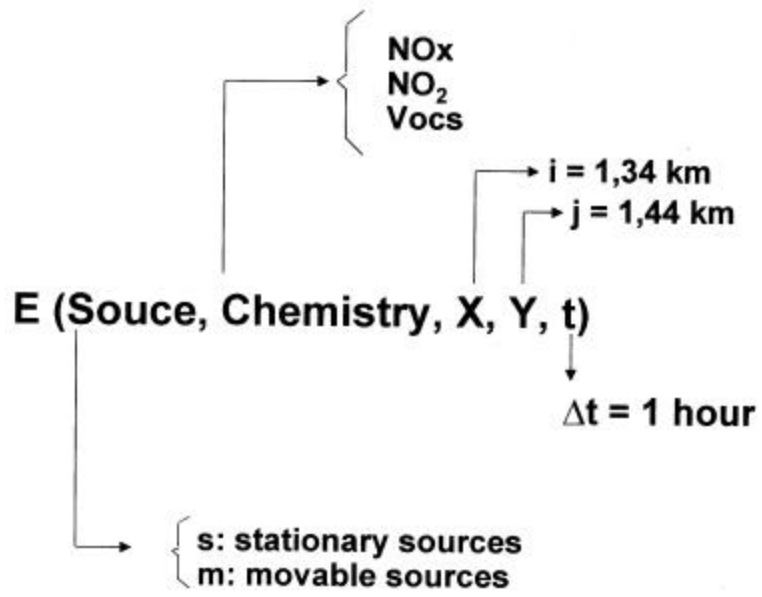 NOx
NO₂
Vocs
i = 1,34 km
j = 1,44 km
E (Souce, Chemistry, X, Y, t)
Δt = 1 hour
s: stationary sources
m: movable sources